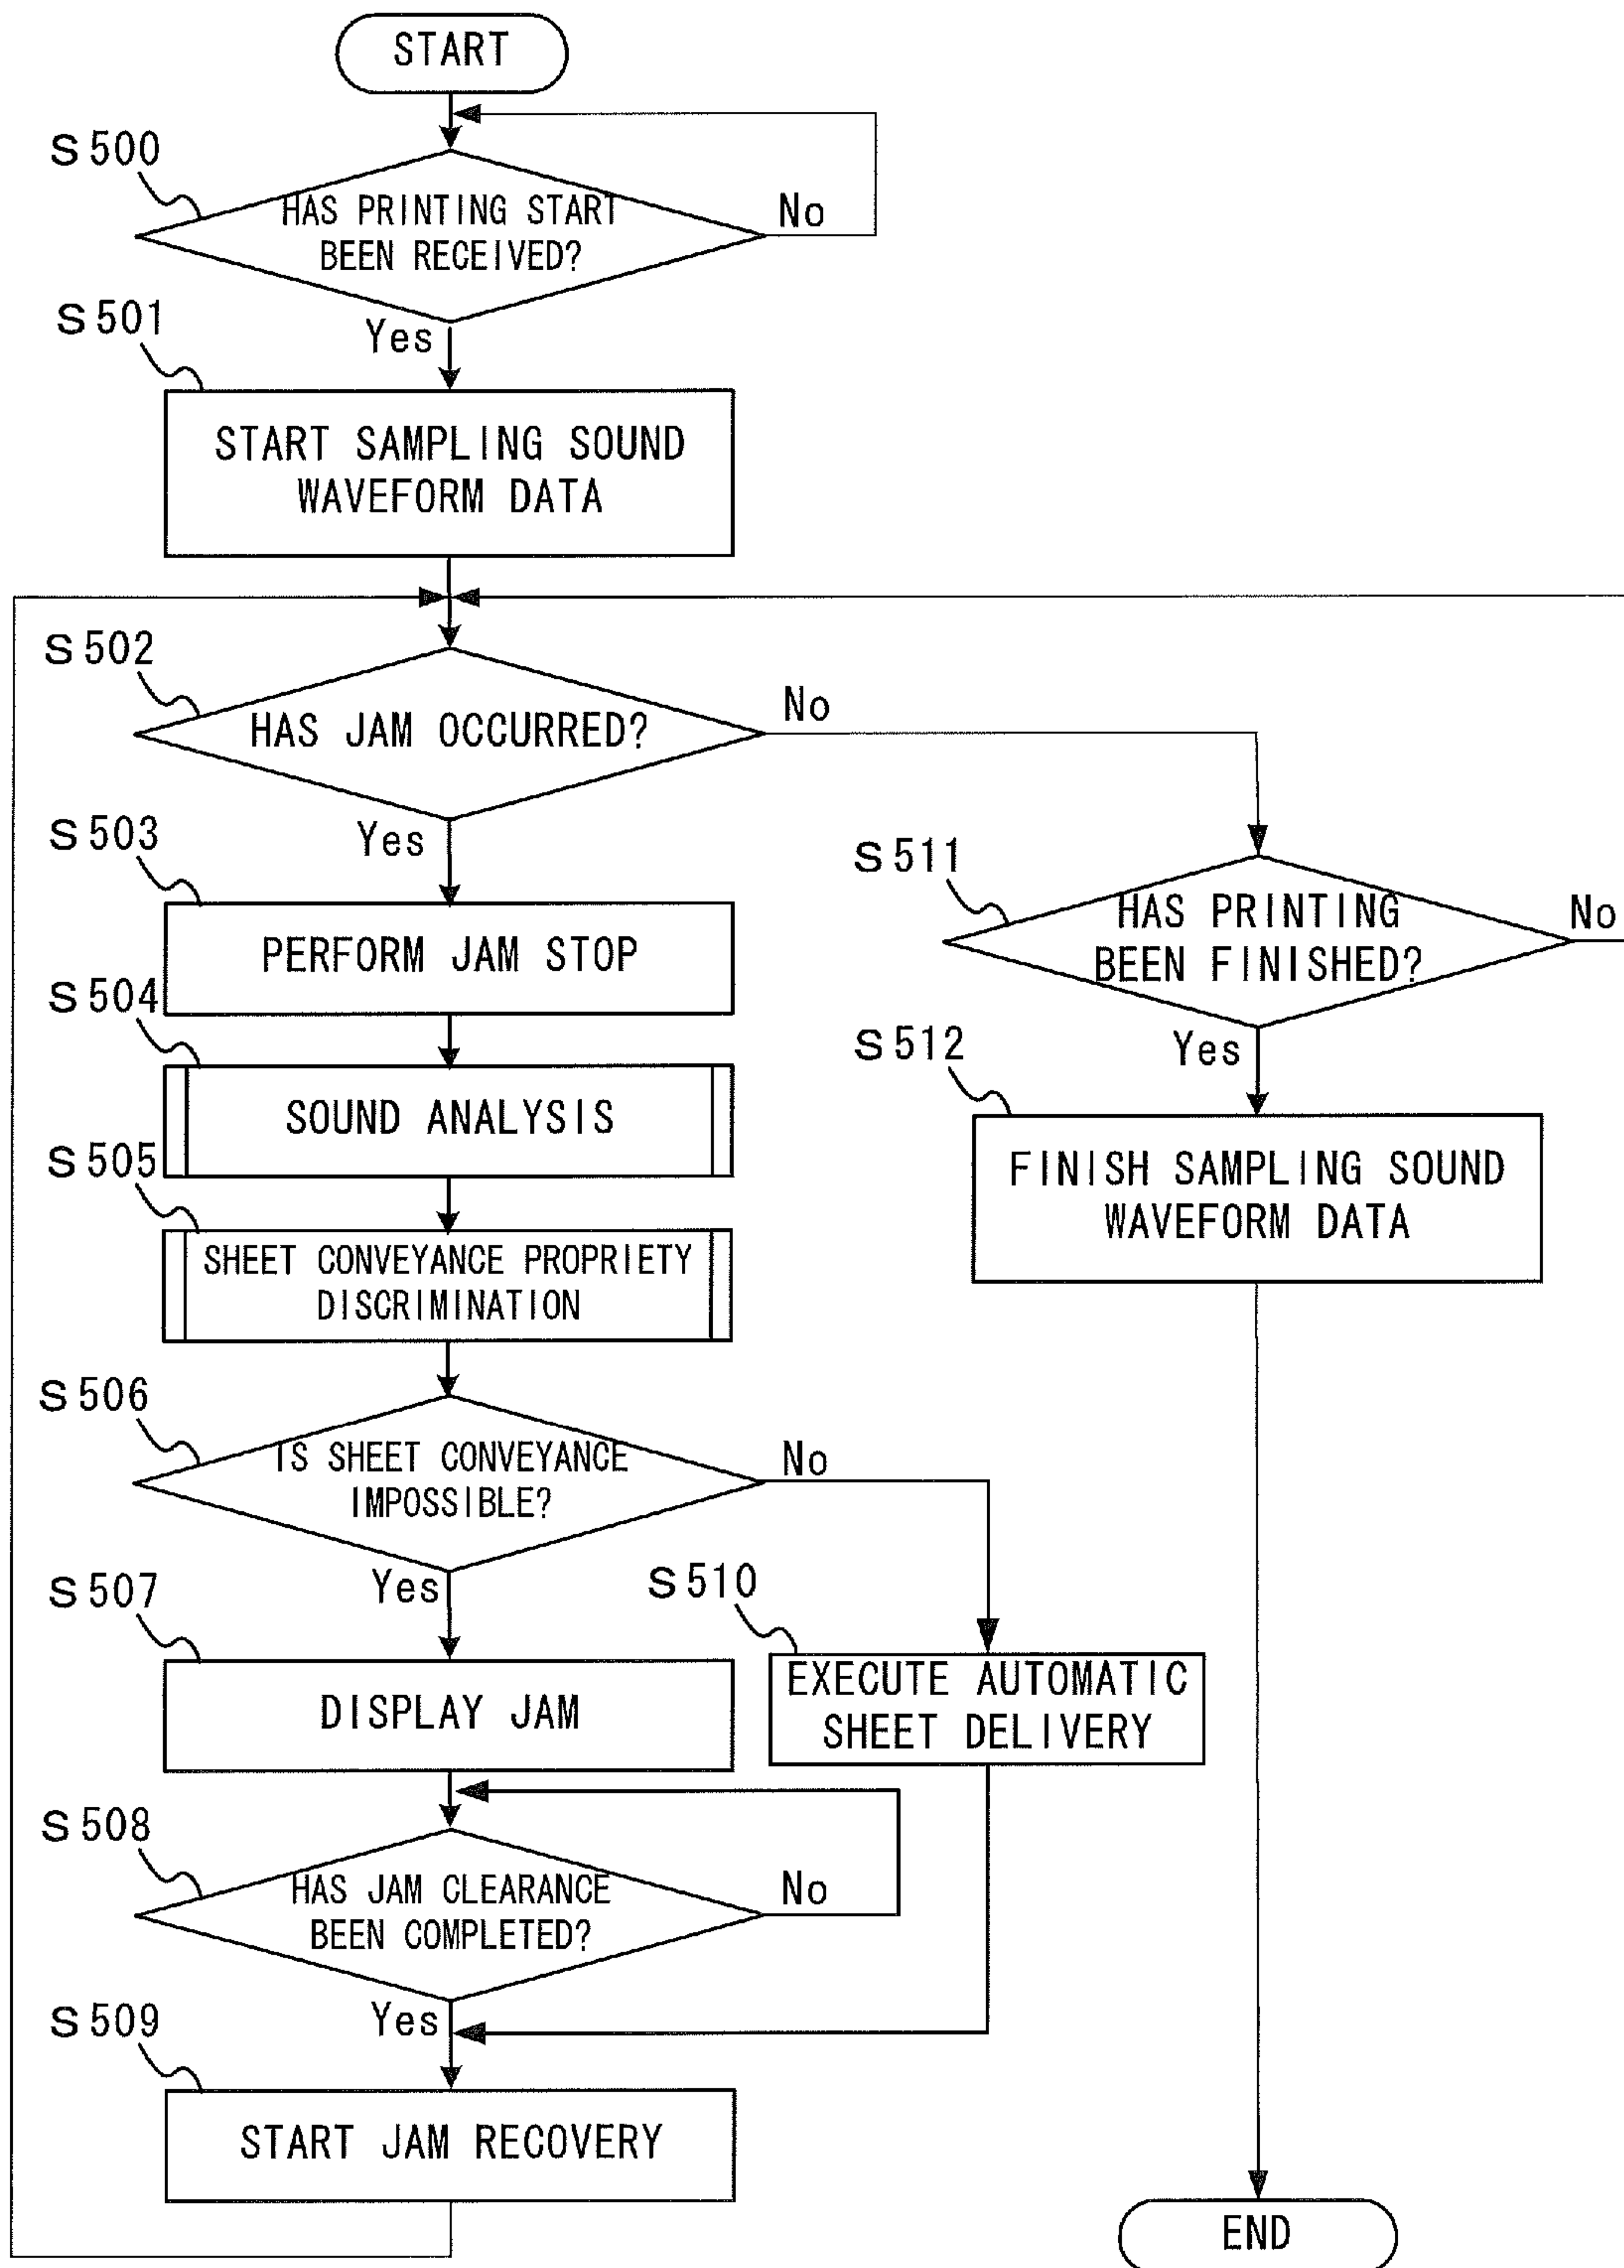 START
S500
HAS PRINTING START
BEEN RECEIVED?
No
Yes
S501
START SAMPLING SOUND
WAVEFORM DATA
S502
HAS JAM OCCURRED?
No
Yes
S503
PERFORM JAM STOP
S504
SOUND ANALYSIS
S505
SHEET CONVEYANCE PROPRIETY
DISCRIMINATION
S506
IS SHEET CONVEYANCE
IMPOSSIBLE?
No
Yes
S507
DISPLAY JAM
S508
HAS JAM CLEARANCE
BEEN COMPLETED?
No
Yes
S509
START JAM RECOVERY
S510
EXECUTE AUTOMATIC
SHEET DELIVERY
S511
HAS PRINTING
BEEN FINISHED?
No
Yes
S512
FINISH SAMPLING SOUND
WAVEFORM DATA
END